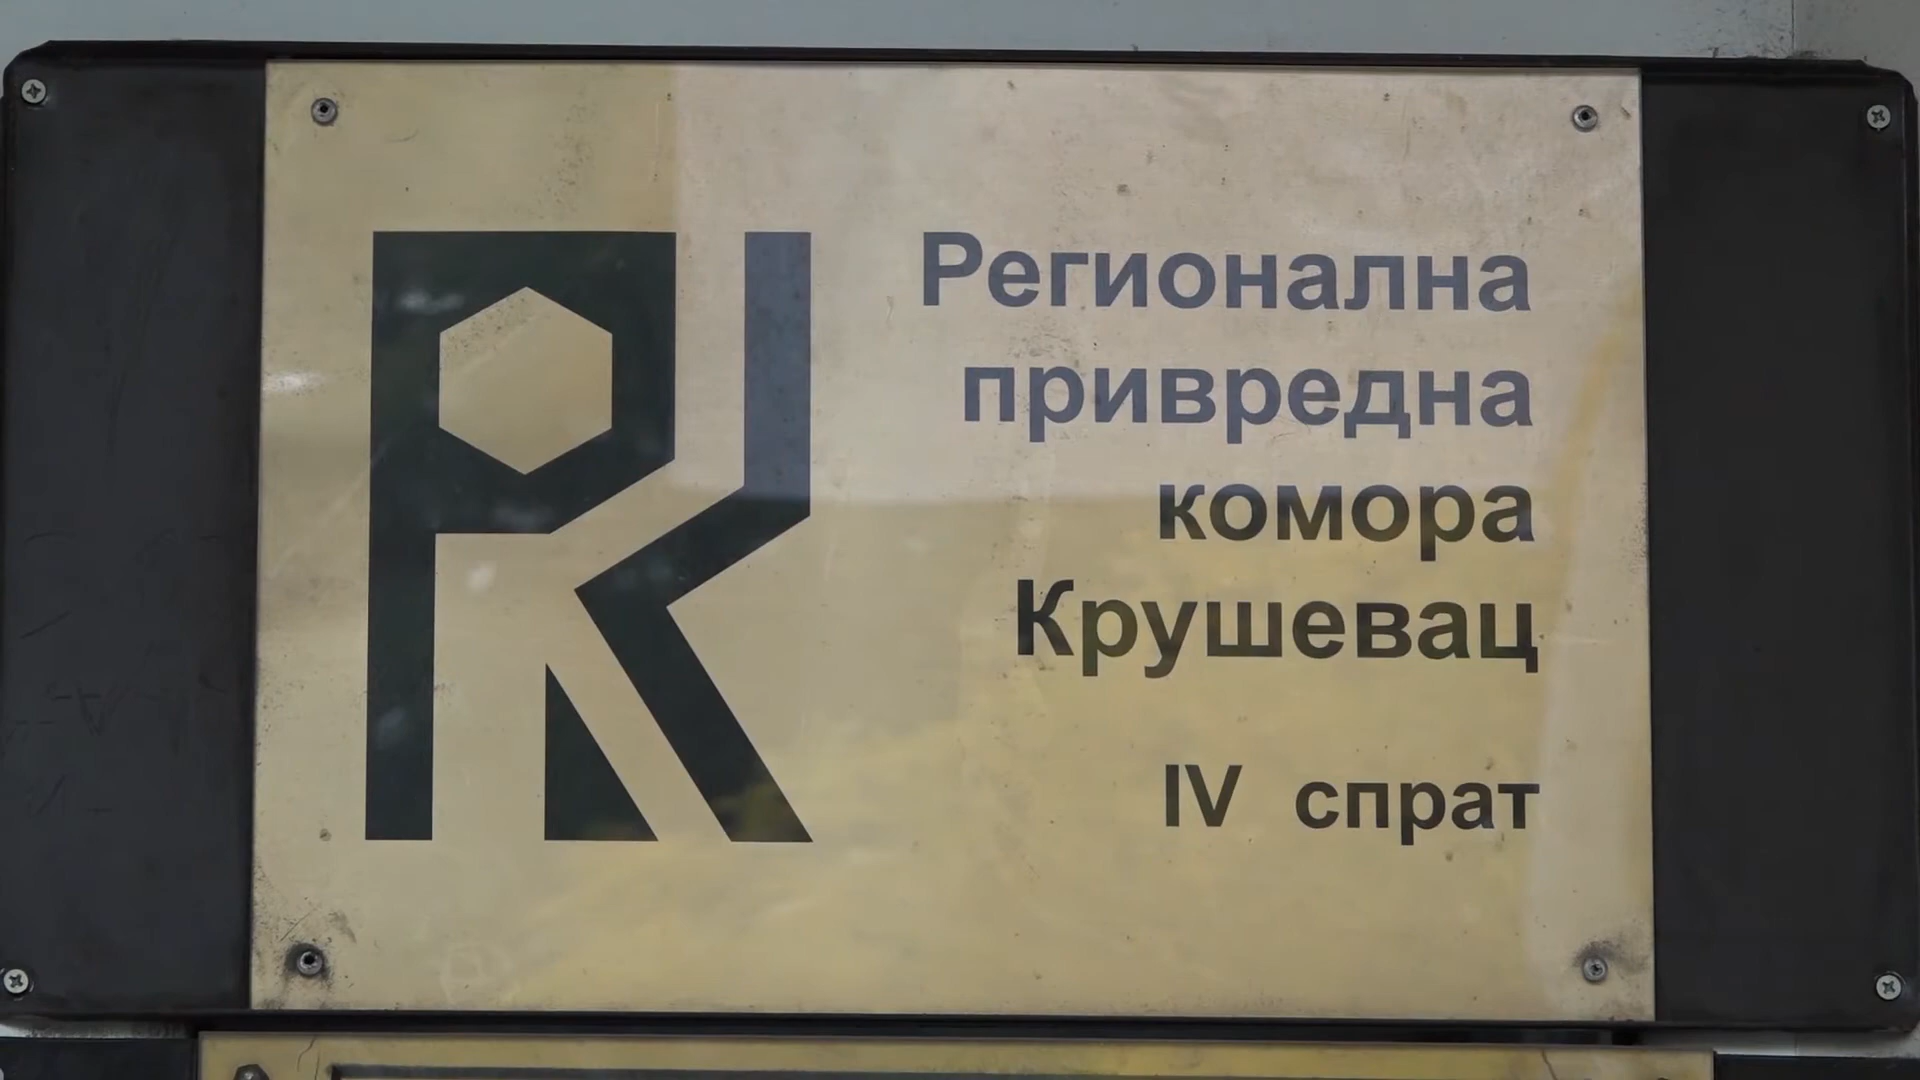 Регионална
привредна
комора
Крушевац
IV спрат